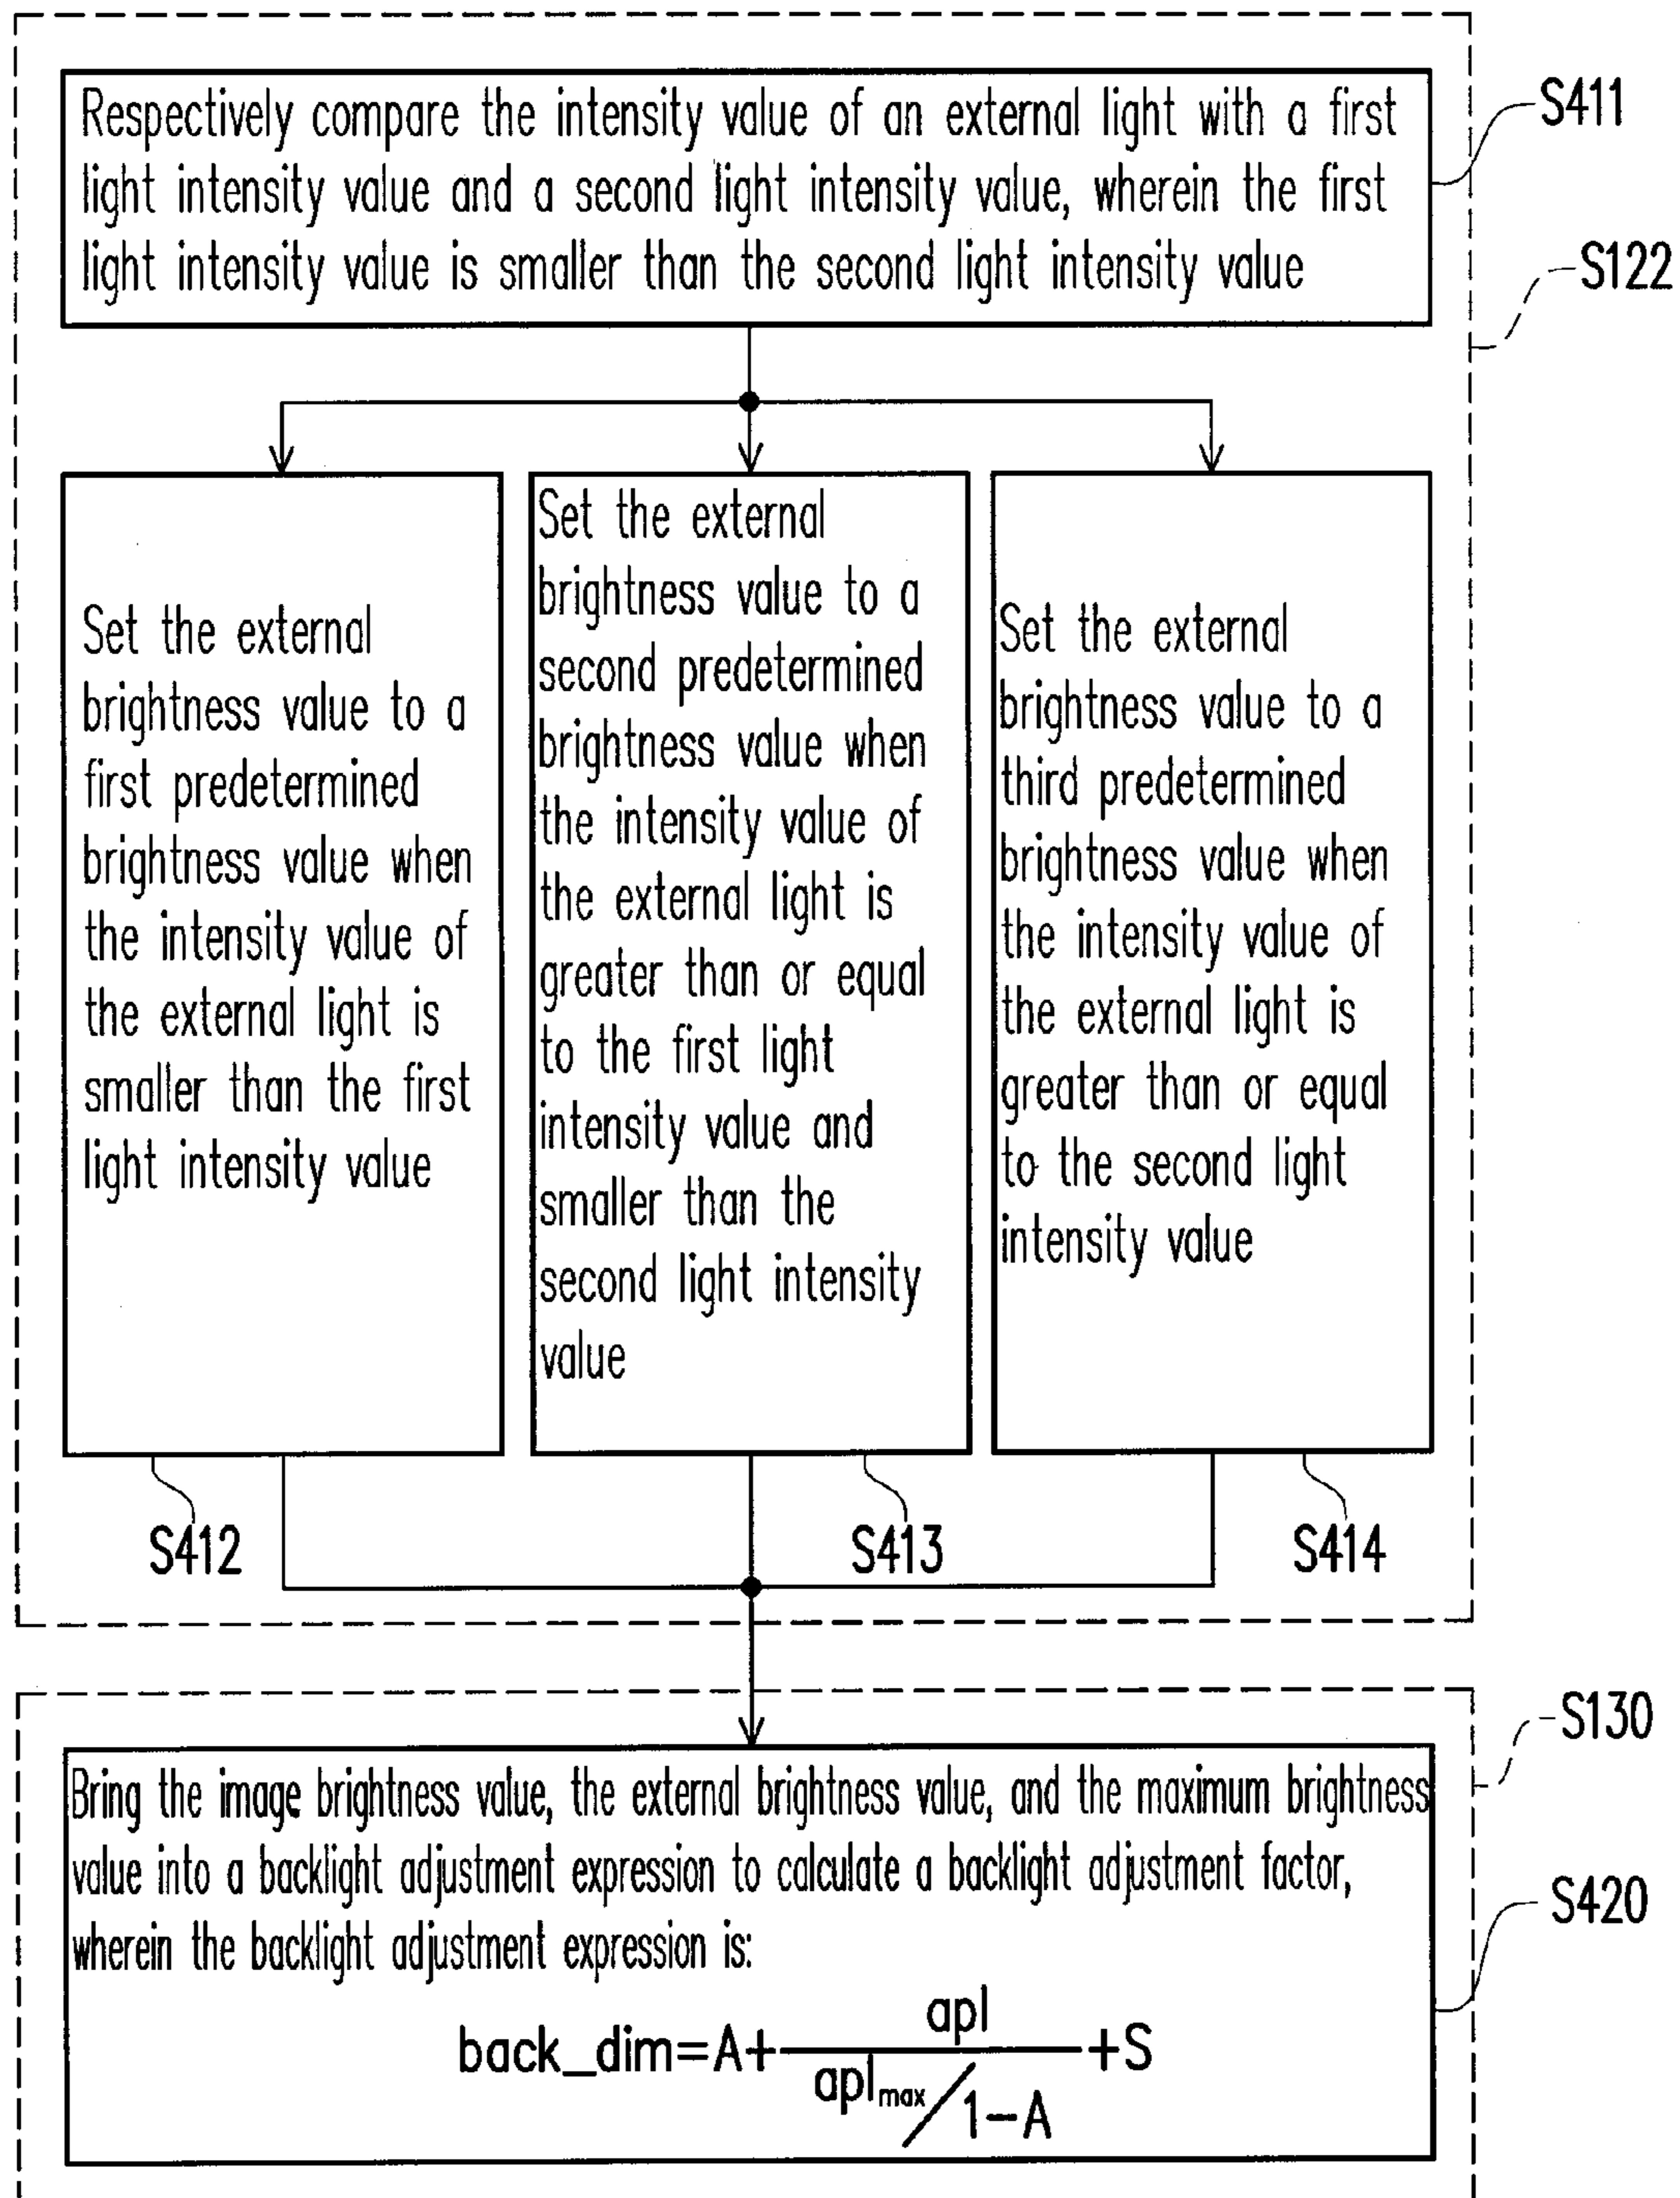 Respectively compare the intensity value of an external light with a first
light intensity value and a second light intensity value, wherein the first
light intensity value is smaller than the second light intensity value
S411
S122
Set the external
brightness value to a
first predetermined
brightness value when
the intensity value of
the external light is
smaller than the first
light intensity value
S412
Set the external
brightness value to a
second predetermined
brightness value when
the intensity value of
the external light is
greater than or equal
to the first light
intensity value and
smaller than the
second light intensity
value
S413
Set the external
brightness value to a
third predetermined
brightness value when
the intensity value of
the external light is
greater than or equal
to the second light
intensity value
S414
S130
Bring the image brightness value, the external brightness value, and the maximum brightness
value into a backlight adjustment expression to calculate a backlight adjustment factor,
wherein the backlight adjustment expression is:
S420
back_dim=A+ apl / (apl_max / 1-A) +S